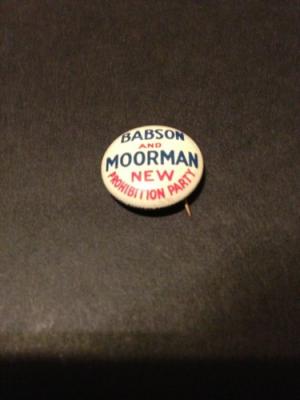 BABSON
AND
MOORMAN
NEW
PROHIBITION PARTY